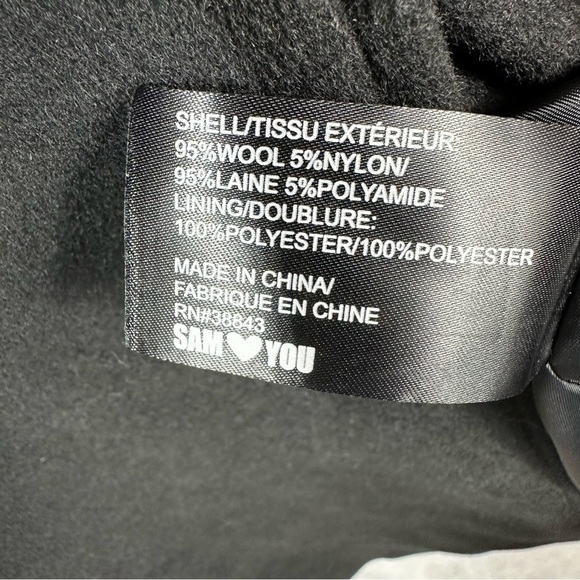 SHELL/TISSU EXTÉRIEUR:
95%WOOL 5%NYLON/
95%LAINE 5%POLYAMIDE
LINING/DOUBLURE:
100%POLYESTER/100%POLYESTER
MADE IN CHINA/
FABRIQUE EN CHINE
RN#38643
SAM♥YOU